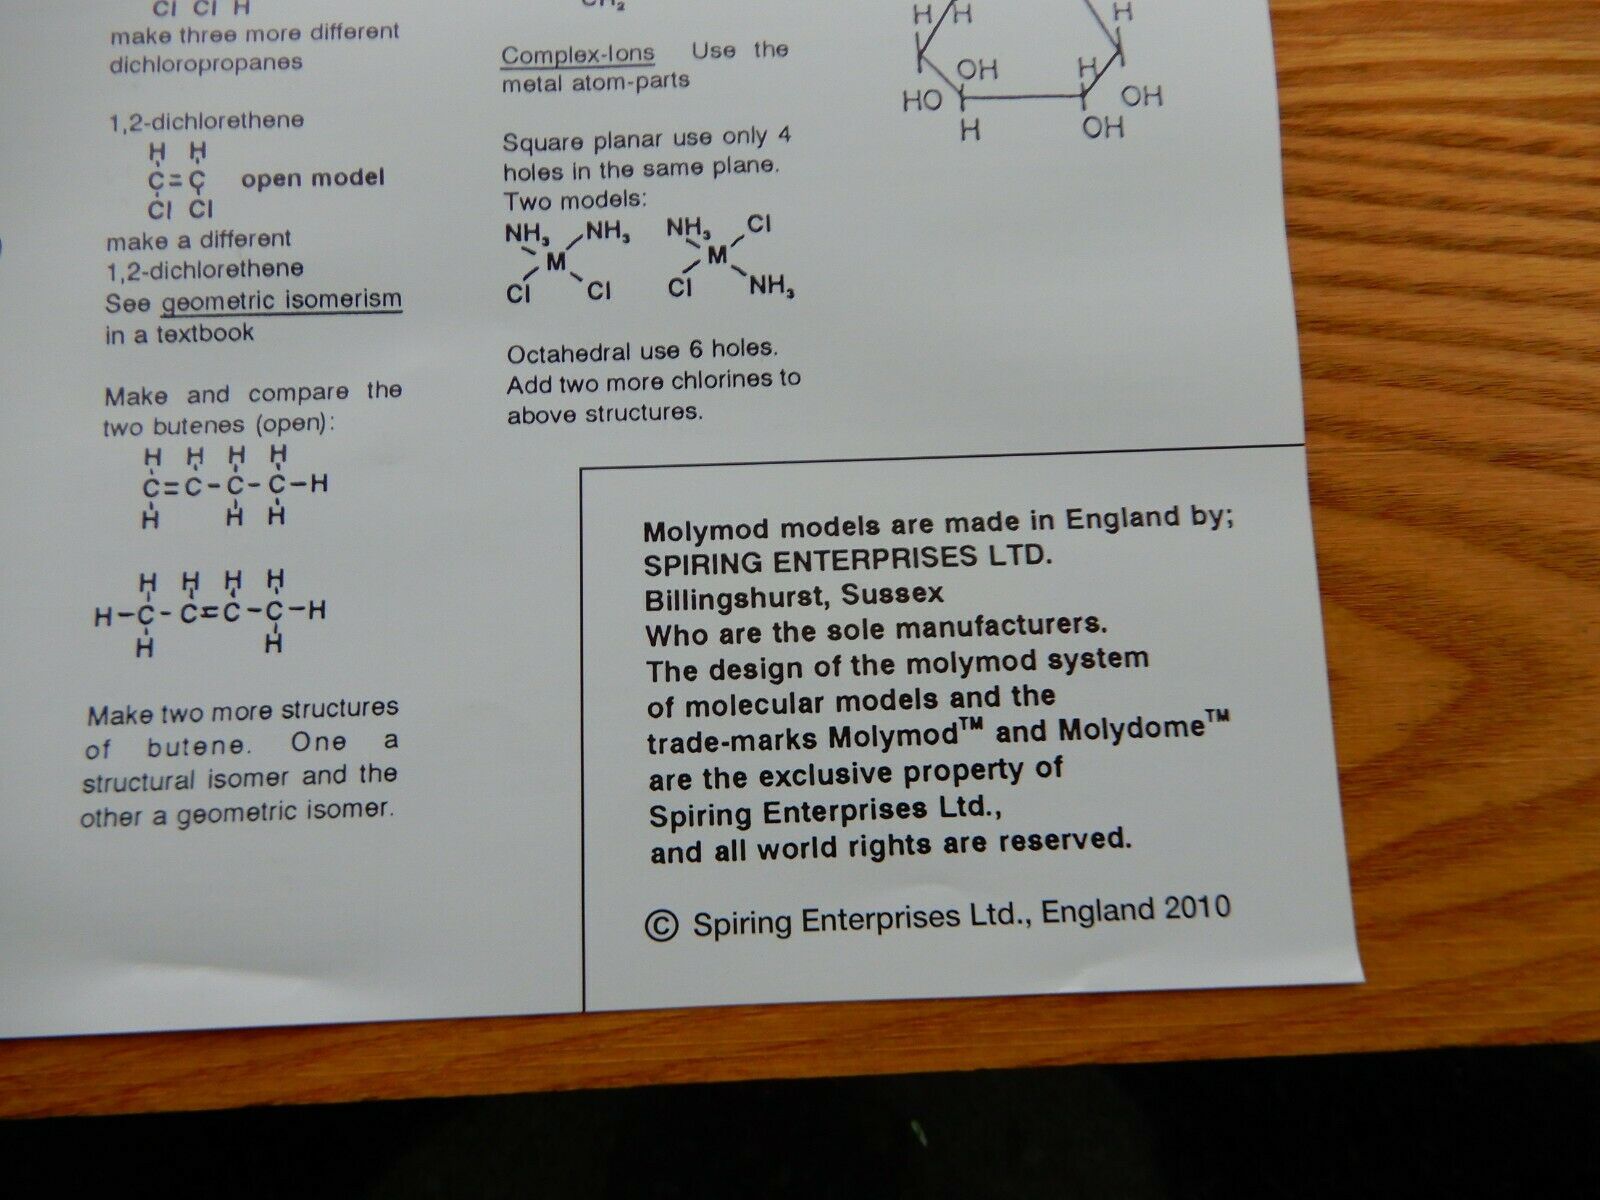 Cl Cl H
make three more different
dichloropropanes
1,2-dichlorethene
H H
C=C open model
Cl Cl
make a different
1,2-dichlorethene
See geometric isomerism
in a textbook
Make and compare the
two butenes (open):
H H H H
C=C-C-C-H
H H H
H H H H
H-C-C=C-C-H
H H
Make two more structures
of butene. One a
structural isomer and the
other a geometric isomer.
CH₂
Complex-Ions Use the
metal atom-parts
Square planar use only 4
holes in the same plane.
Two models:
NH₃ NH₃ NH₃ Cl
M M
Cl Cl Cl NH₃
Octahedral use 6 holes.
Add two more chlorines to
above structures.
H H H
OH H
HO OH
H OH
Molymod models are made in England by;
SPIRING ENTERPRISES LTD.
Billingshurst, Sussex
Who are the sole manufacturers.
The design of the molymod system
of molecular models and the
trade-marks Molymod™ and Molydome™
are the exclusive property of
Spiring Enterprises Ltd.,
and all world rights are reserved.
© Spiring Enterprises Ltd., England 2010